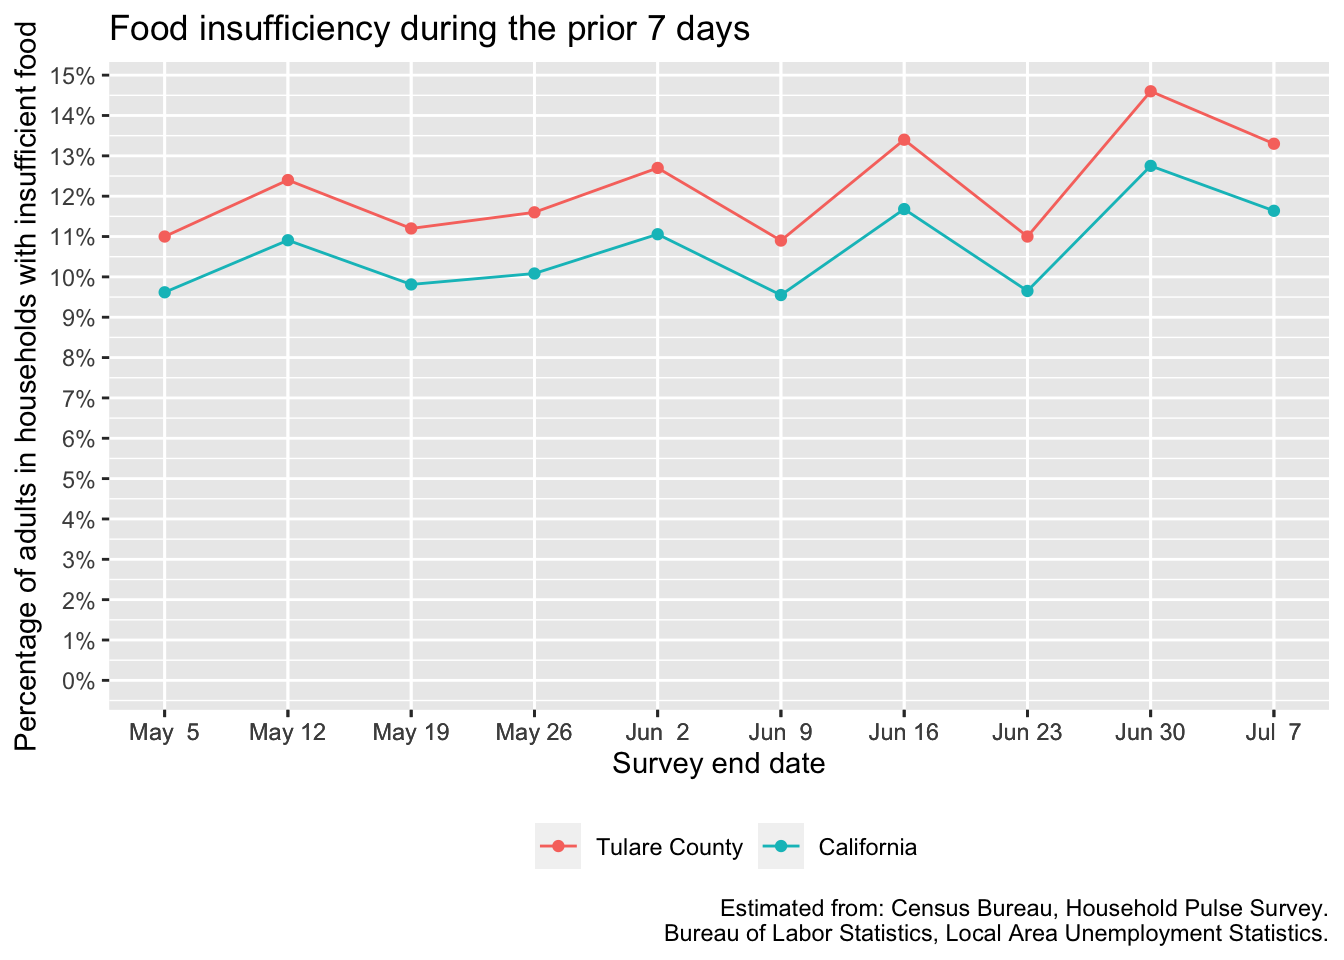 Food insufficiency during the prior 7 days
Percentage of adults in households with insufficient food
15%
14%
13%
12%
11%
10%
9%
8%
7%
6%
5%
4%
3%
2%
1%
0%
May 5 May 12 May 19 May 26 Jun 2 Jun 9 Jun 16 Jun 23 Jun 30 Jul 7
Survey end date
Tulare County California
Estimated from: Census Bureau, Household Pulse Survey.
Bureau of Labor Statistics, Local Area Unemployment Statistics.